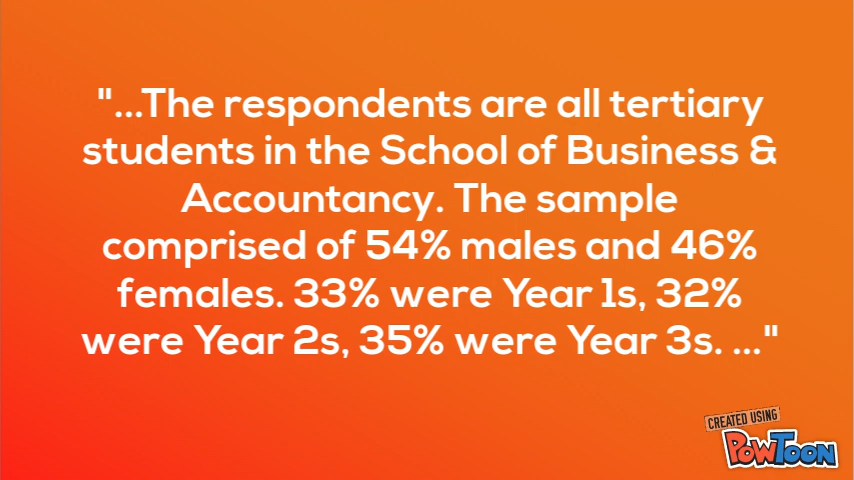 "...The respondents are all tertiary
students in the School of Business &
Accountancy. The sample
comprised of 54% males and 46%
females. 33% were Year 1s, 32%
were Year 2s, 35% were Year 3s. ..."
CREATED USING
POWTOON